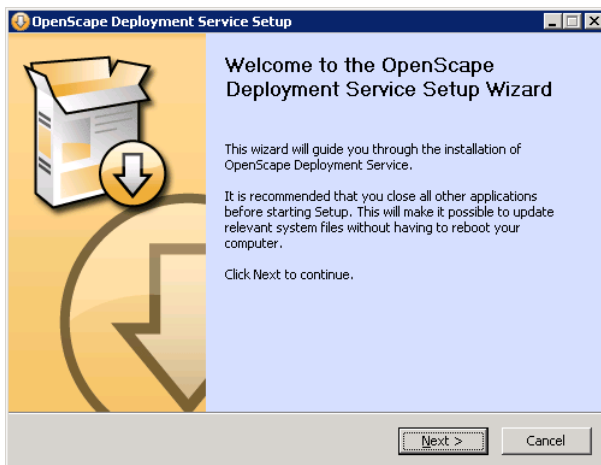 OpenScape Deployment Service Setup
Welcome to the OpenScape
Deployment Service Setup Wizard
This wizard will guide you through the installation of
OpenScape Deployment Service.
It is recommended that you close all other applications
before starting Setup. This will make it possible to update
relevant system files without having to reboot your
computer.
Click Next to continue.
Next >
Cancel